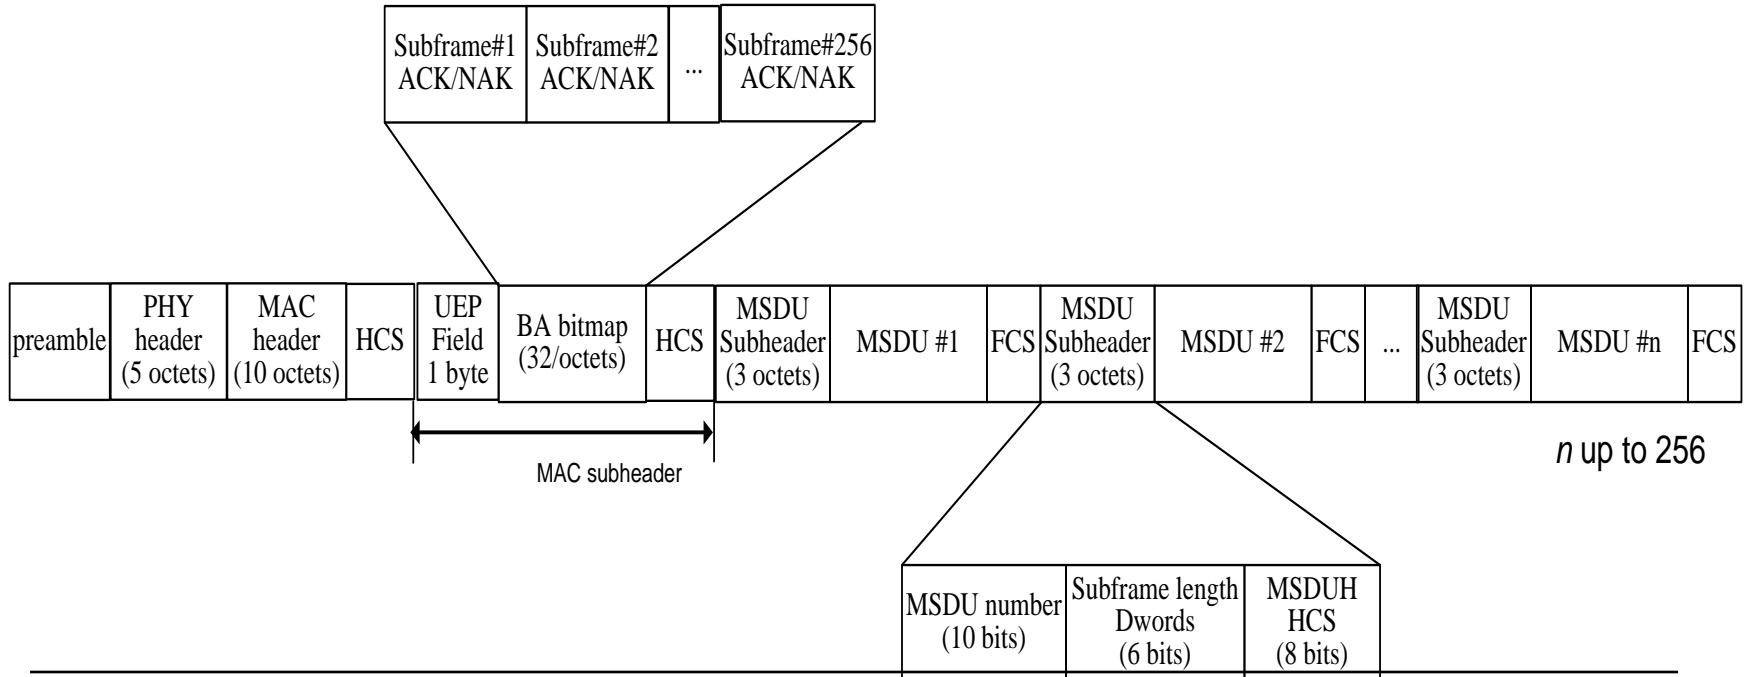 Subframe#1
ACK/NAK
Subframe#2
ACK/NAK
...
Subframe#256
ACK/NAK
preamble
PHY
header
(5 octets)
MAC
header
(10 octets)
HCS
UEP
Field
1 byte
BA bitmap
(32/octets)
HCS
MSDU
Subheader
(3 octets)
MSDU #1
FCS
MSDU
Subheader
(3 octets)
MSDU #2
FCS
...
MSDU
Subheader
(3 octets)
MSDU #n
FCS
MAC subheader
n up to 256
MSDU number
(10 bits)
Subframe length
Dwords
(6 bits)
MSDUH
HCS
(8 bits)